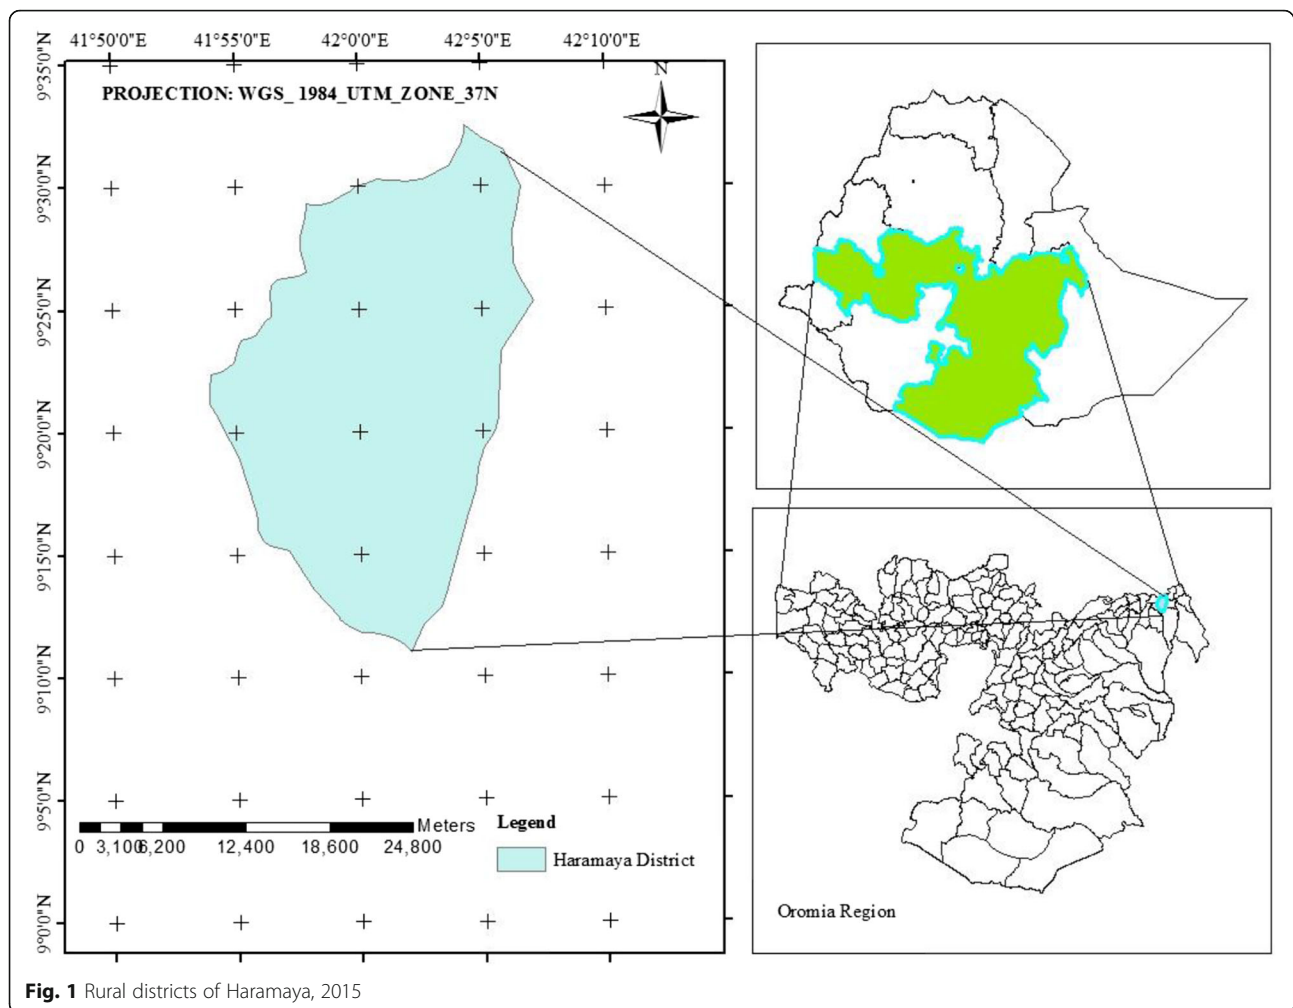 41°50'0"E 41°55'0"E 42°0'0"E 42°5'0"E 42°10'0"E
9°35'0"N
PROJECTION: WGS_ 1984_UTM_ZONE_37N
N
9°30'0"N
9°25'0"N
9°20'0"N
9°15'0"N
9°10'0"N
9°5'0"N
9°0'0"N
Meters
0 3,100 6,200 12,400 18,600 24,800
Legend
Haramaya District
Oromia Region
Fig. 1 Rural districts of Haramaya, 2015